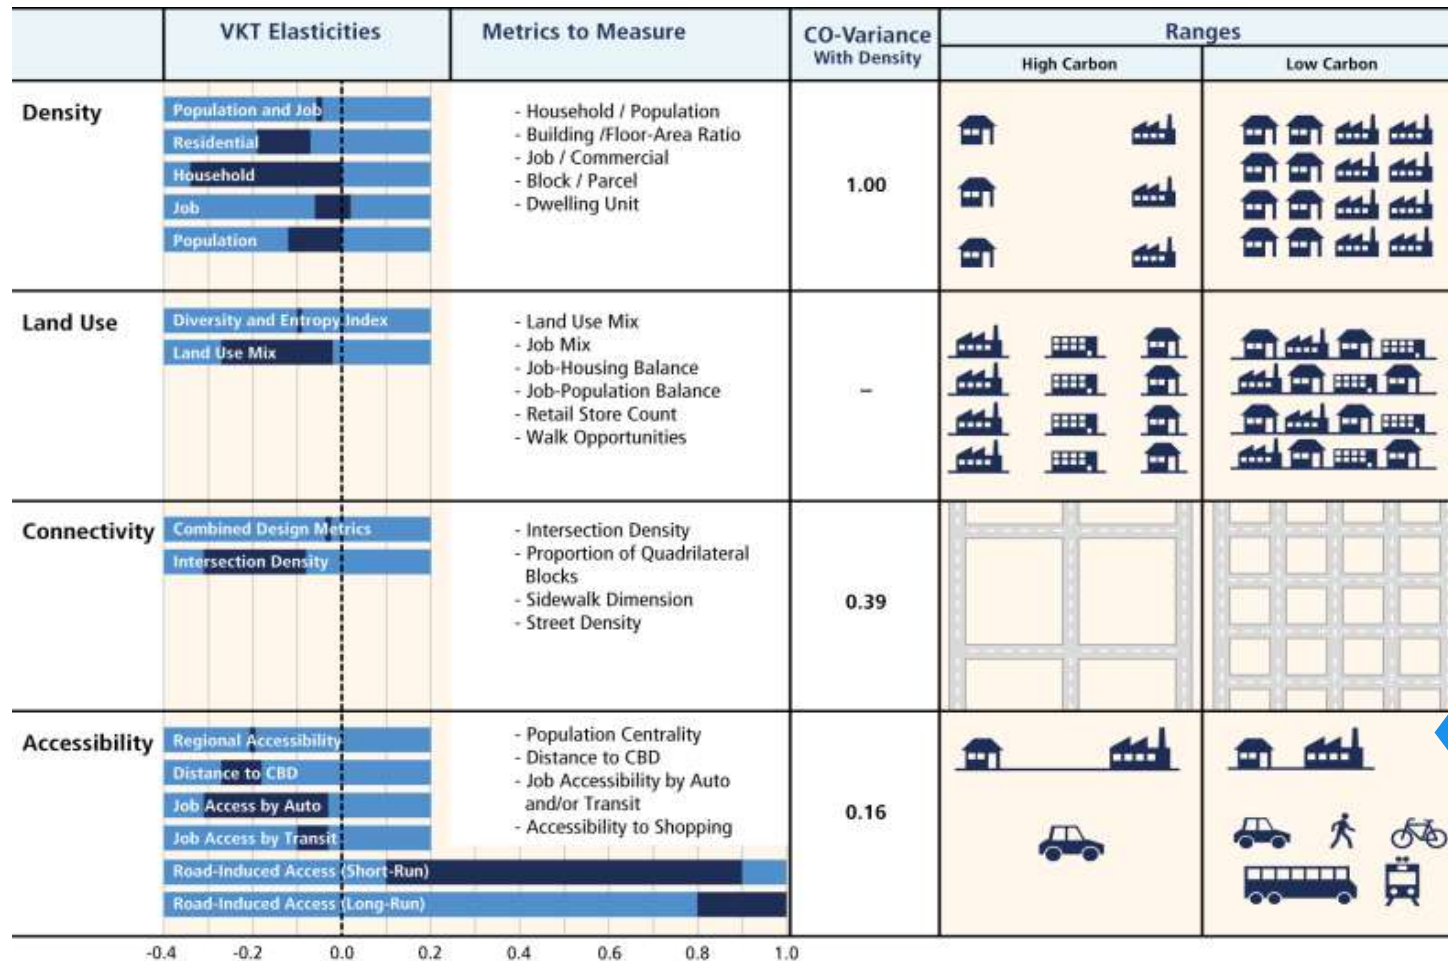 VKT Elasticities
Metrics to Measure
CO-Variance
With Density
Ranges
High Carbon
Low Carbon
Density
Population and Job
Residential
Household
Job
Population
- Household / Population
- Building /Floor-Area Ratio
- Job / Commercial
- Block / Parcel
- Dwelling Unit
1.00
Land Use
Diversity and Entropy Index
Land Use Mix
- Land Use Mix
- Job Mix
- Job-Housing Balance
- Job-Population Balance
- Retail Store Count
- Walk Opportunities
–
Connectivity
Combined Design Metrics
Intersection Density
- Intersection Density
- Proportion of Quadrilateral
Blocks
- Sidewalk Dimension
- Street Density
0.39
Accessibility
Regional Accessibility
Distance to CBD
Job Access by Auto
Job Access by Transit
Road-Induced Access (Short-Run)
Road-Induced Access (Long-Run)
- Population Centrality
- Distance to CBD
- Job Accessibility by Auto
and/or Transit
- Accessibility to Shopping
0.16
-0.4 -0.2 0.0 0.2 0.4 0.6 0.8 1.0